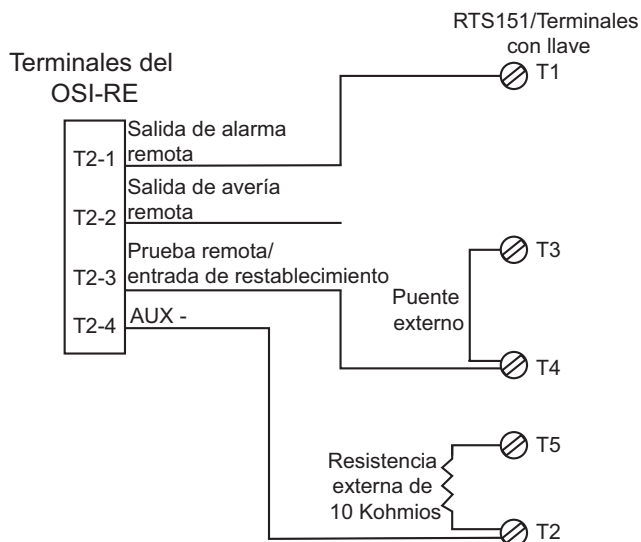 RTS151/Terminales
con llave
T1
Terminales del
OSI-RE
Salida de alarma
remota
T2-1
Salida de avería
remota
T2-2
Prueba remota/
entrada de restablecimiento
T2-3
AUX -
T2-4
T3
Puente
externo
T4
T5
Resistencia
externa de
10 Kohmios
T2